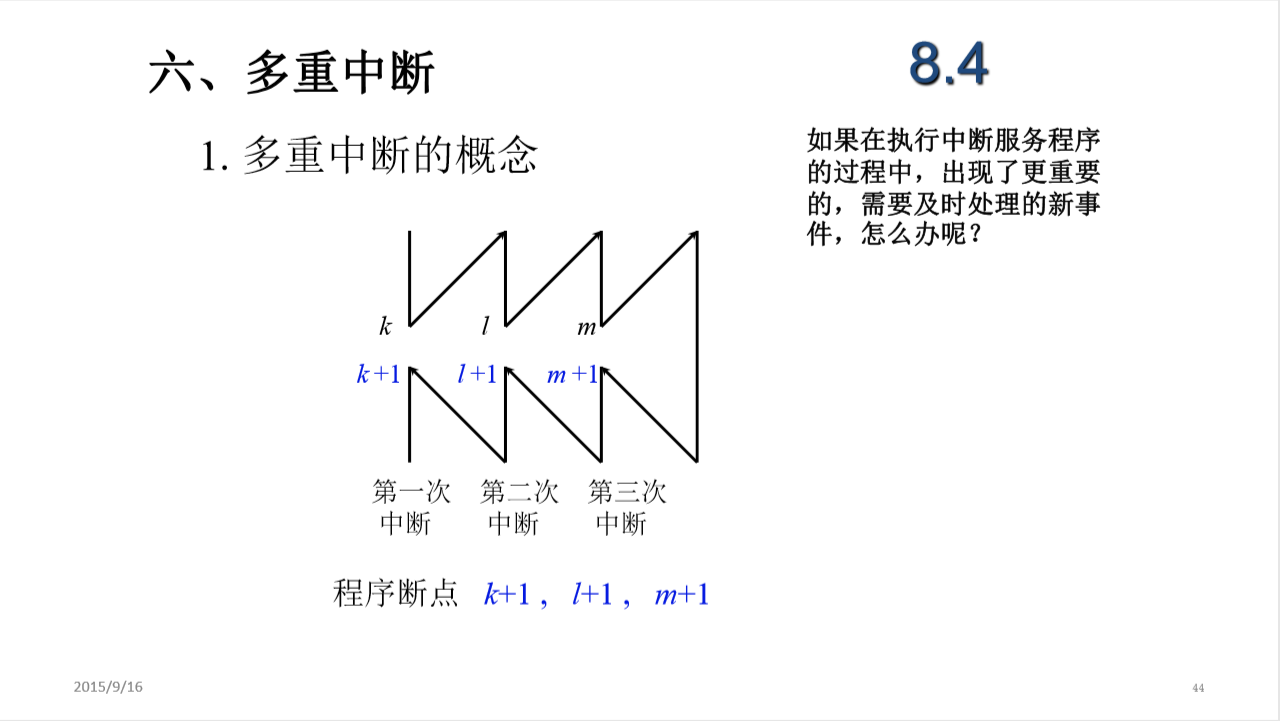 六、多重中断
8.4
1. 多重中断的概念
如果在执行中断服务程序
的过程中，出现了更重要
的，需要及时处理的新事
件，怎么办呢？
k l m
k+1 l+1 m+1
第一次 第二次 第三次
中断 中断 中断
程序断点 k+1， l+1， m+1
2015/9/16
44